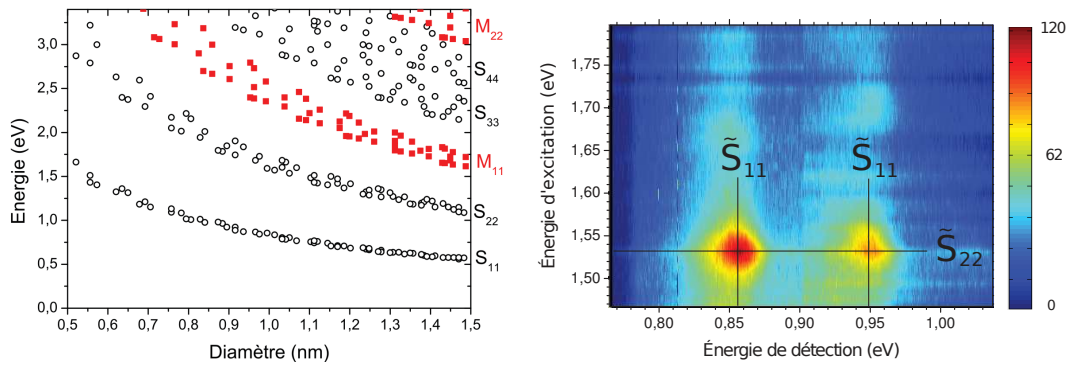 3,0
2,5
2,0
1,5
1,0
0,5
0,0
Energie (eV)
0,5 0,6 0,7 0,8 0,9 1,0 1,1 1,2 1,3 1,4 1,5
Diamètre (nm)
M22
S44
S33
M11
S22
S11
1,75
1,70
1,65
1,60
1,55
1,50
Énergie d'excitation (eV)
S̃11 S̃11
S̃22
0,80 0,85 0,90 0,95 1,00
Énergie de détection (eV)
120
62
0